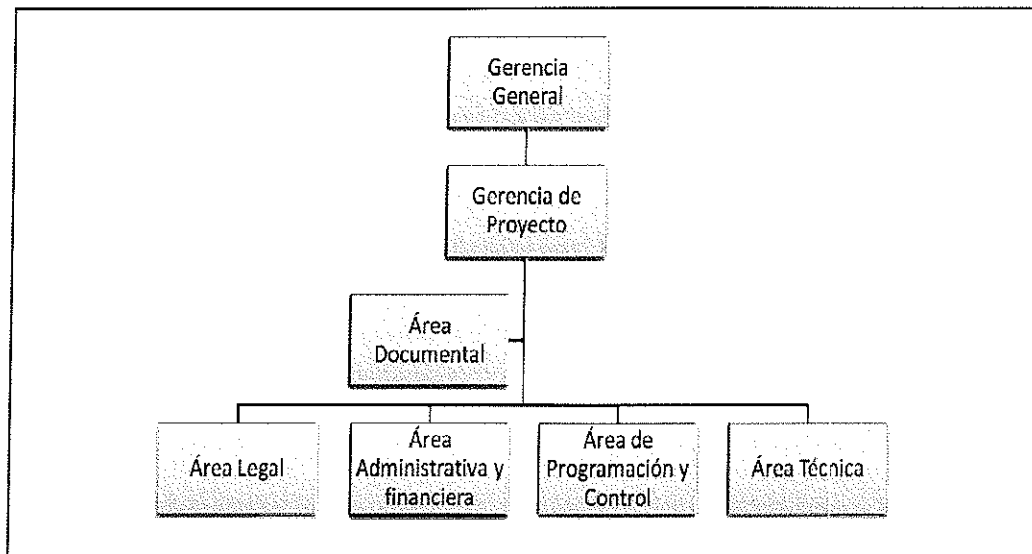 Gerencia
General
Gerencia de
Proyecto
Área
Documental
Área Legal
Área
Administrativa y
financiera
Área de
Programación y
Control
Área Técnica